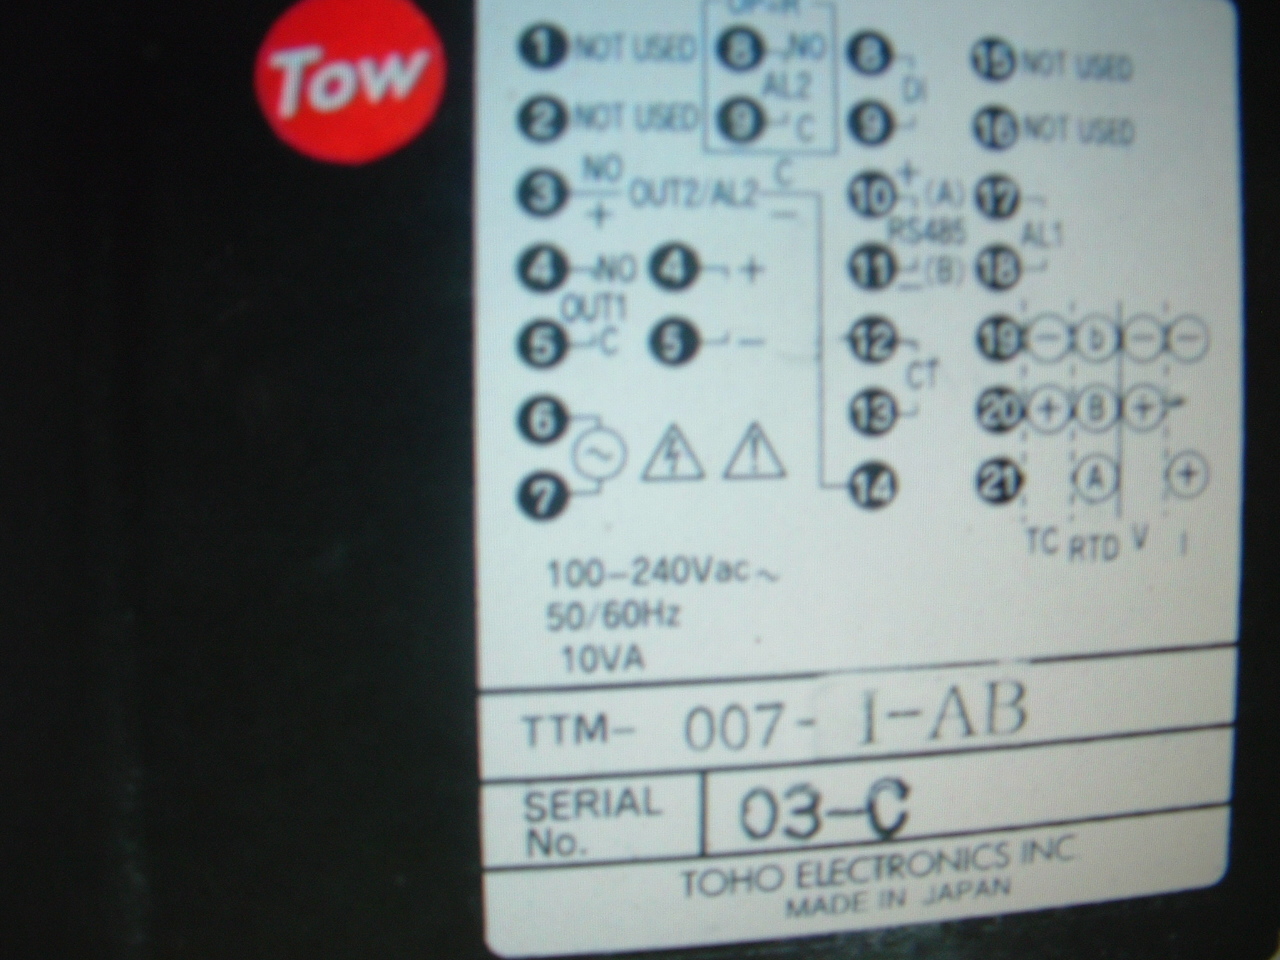 Tow
1 NOT USED
2 NOT USED
3 NO + OUT2/AL2 C −
4 NO
OUT1
5 C
4 +
5 −
6
7
8 NO
AL2
9 C
8
DI
9
10 + (A)
RS485
11 − (B)
12
CT
13
14
15 NOT USED
16 NOT USED
17
AL1
18
19 − b − −
20 + B +
21 A +
TC RTD V I
100-240Vac~
50/60Hz
10VA
TTM- 007- I-AB
SERIAL No. 03-C
TOHO ELECTRONICS INC
MADE IN JAPAN